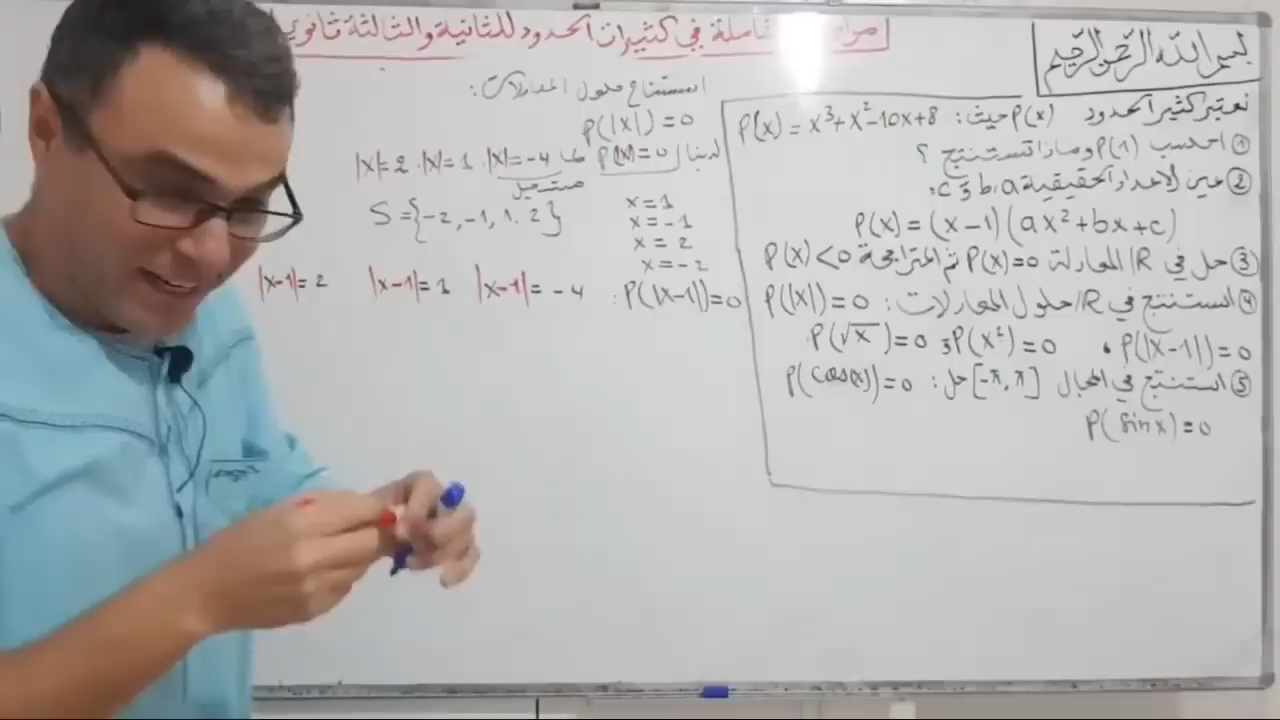 بسم الله الرحمن الرحيم
شاملة في كثيرات الحدود للثانية والثالثة ثانوي
نعتبر كثير الحدود P(x) حيث: P(x) = x³+x²-10x+8
① احسب P(1) وماذا تستنتج ؟
② عين الأعداد الحقيقية a، b و c:
P(x) = (x-1)(ax²+bx+c)
③ حل في R المعادلة P(x)=0 ثم المتراجحة P(x)<0
④ استنتج في R حلول المعادلات: P(|x|)=0
P(|x-1|)=0 ، P(x²)=0 و P(√x)=0
⑤ استنتج في المجال [-π,π] حل: P(cos(x))=0
P(sin x)=0
استنتاج حلول المعادلات:
P(|x|)=0
لدينا P(x)=0 |x|=-4 . |x|=1 . |x|=2
مستحيل
x=1
x=-1
x=2
x=-2
S={-2,-1,1,2}
P(|x-1|)=0: |x-1|=-4 |x-1|=1 |x-1|=2